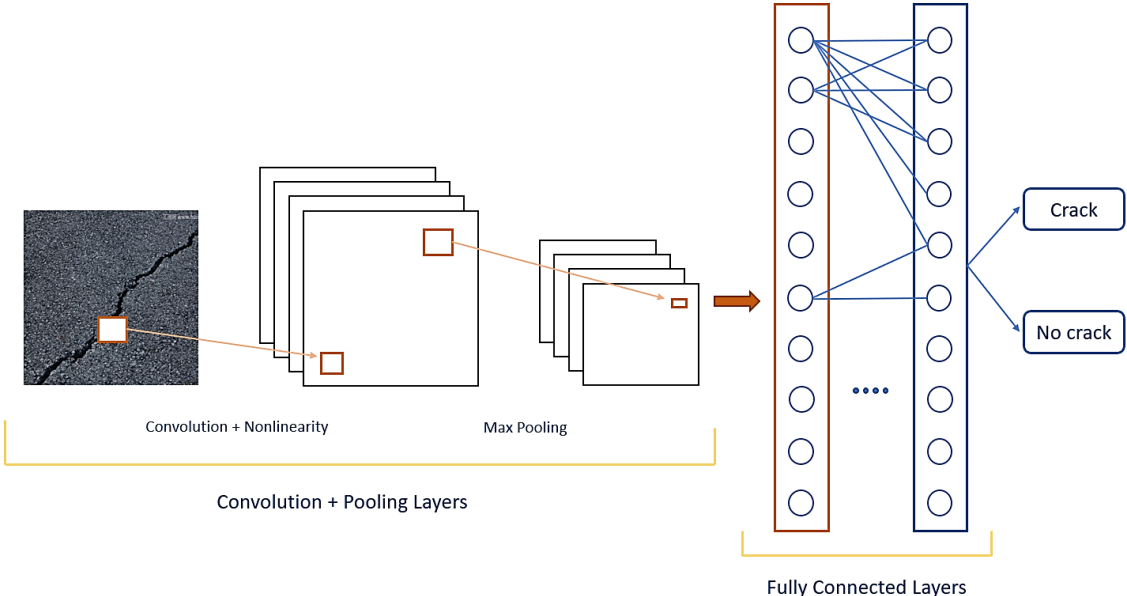 Crack
No crack
Convolution + Nonlinearity
Max Pooling
Convolution + Pooling Layers
Fully Connected Layers